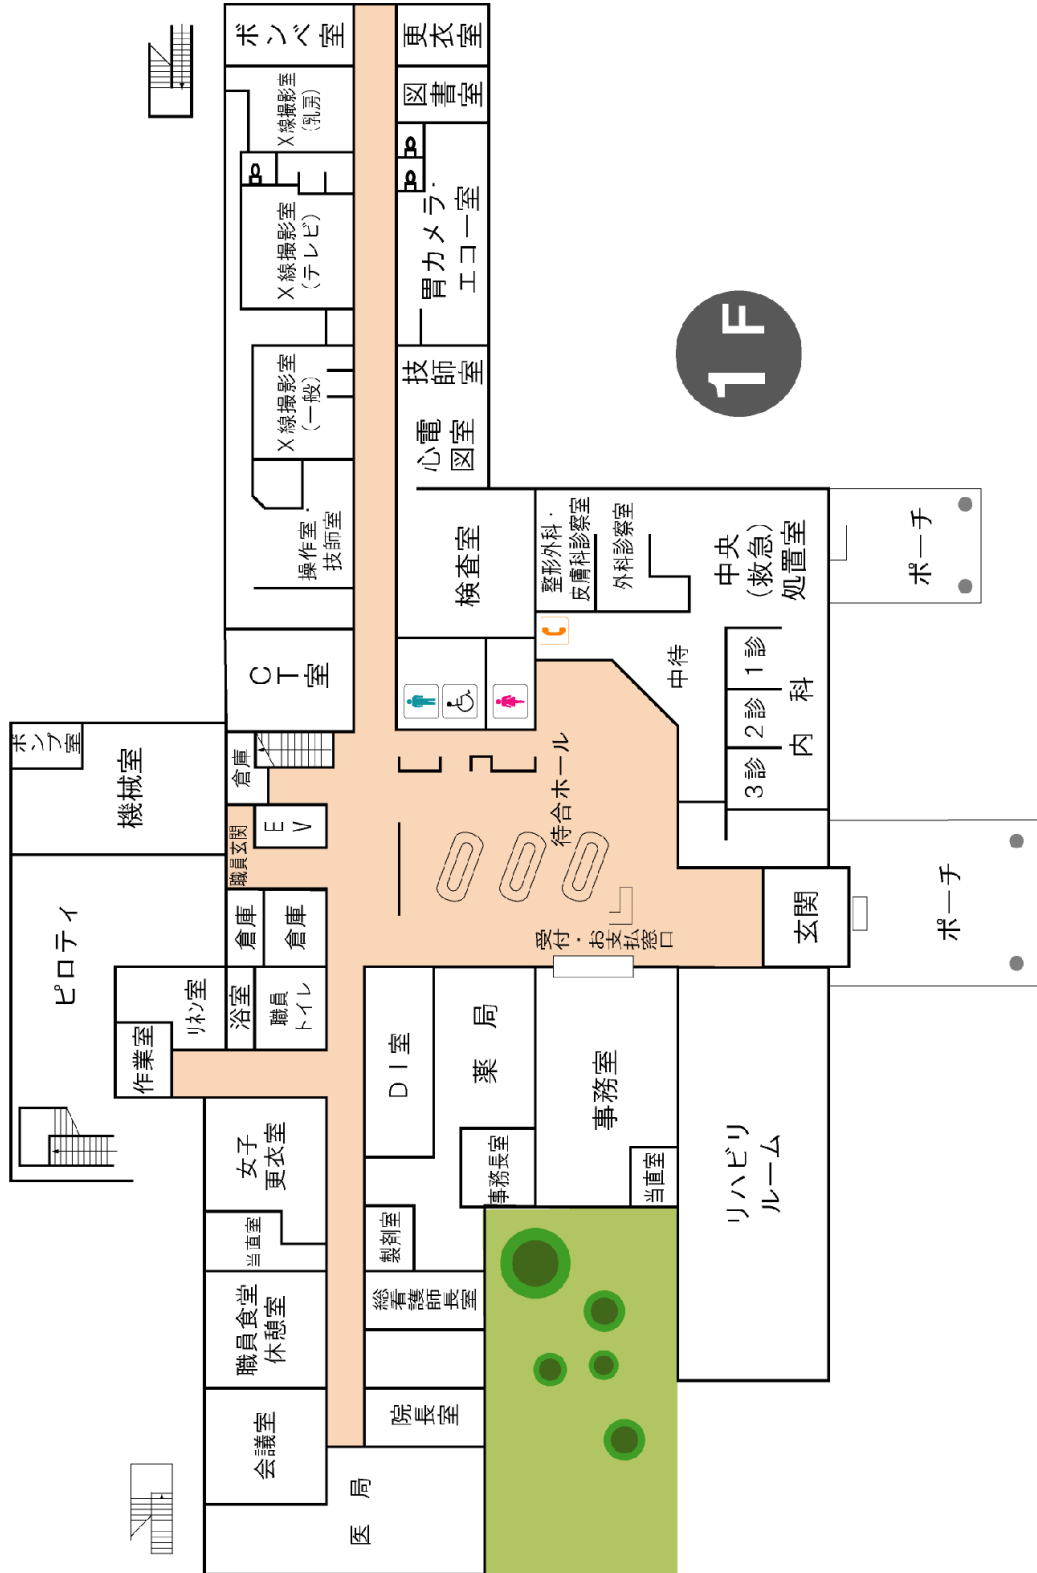 ボンベ室
更衣室
X線撮影室
（乳房）
図書室
X線撮影室
（テレビ）
胃カメラ・
エコー室
X線撮影室
（一般）
技師室
心電
図室
操作室・
技師室
検査室
整形外科・
皮膚科診察室
外科診察室
中央
（救急）
処置室
ポーチ
1F
CT室
中待
1診
2診
3診
内科
ポンプ室
機械室
倉庫
EV
職員玄関
待合ホール
倉庫
倉庫
受付・お支払窓口
玄関
ポーチ
ピロティ
リネン室
浴室
職員
トイレ
作業室
DI室
薬局
事務室
事務長室
当直室
リハビリ
ルーム
女子
更衣室
当直室
製剤室
職員食堂
休憩室
総看護師長室
会議室
院長室
医局